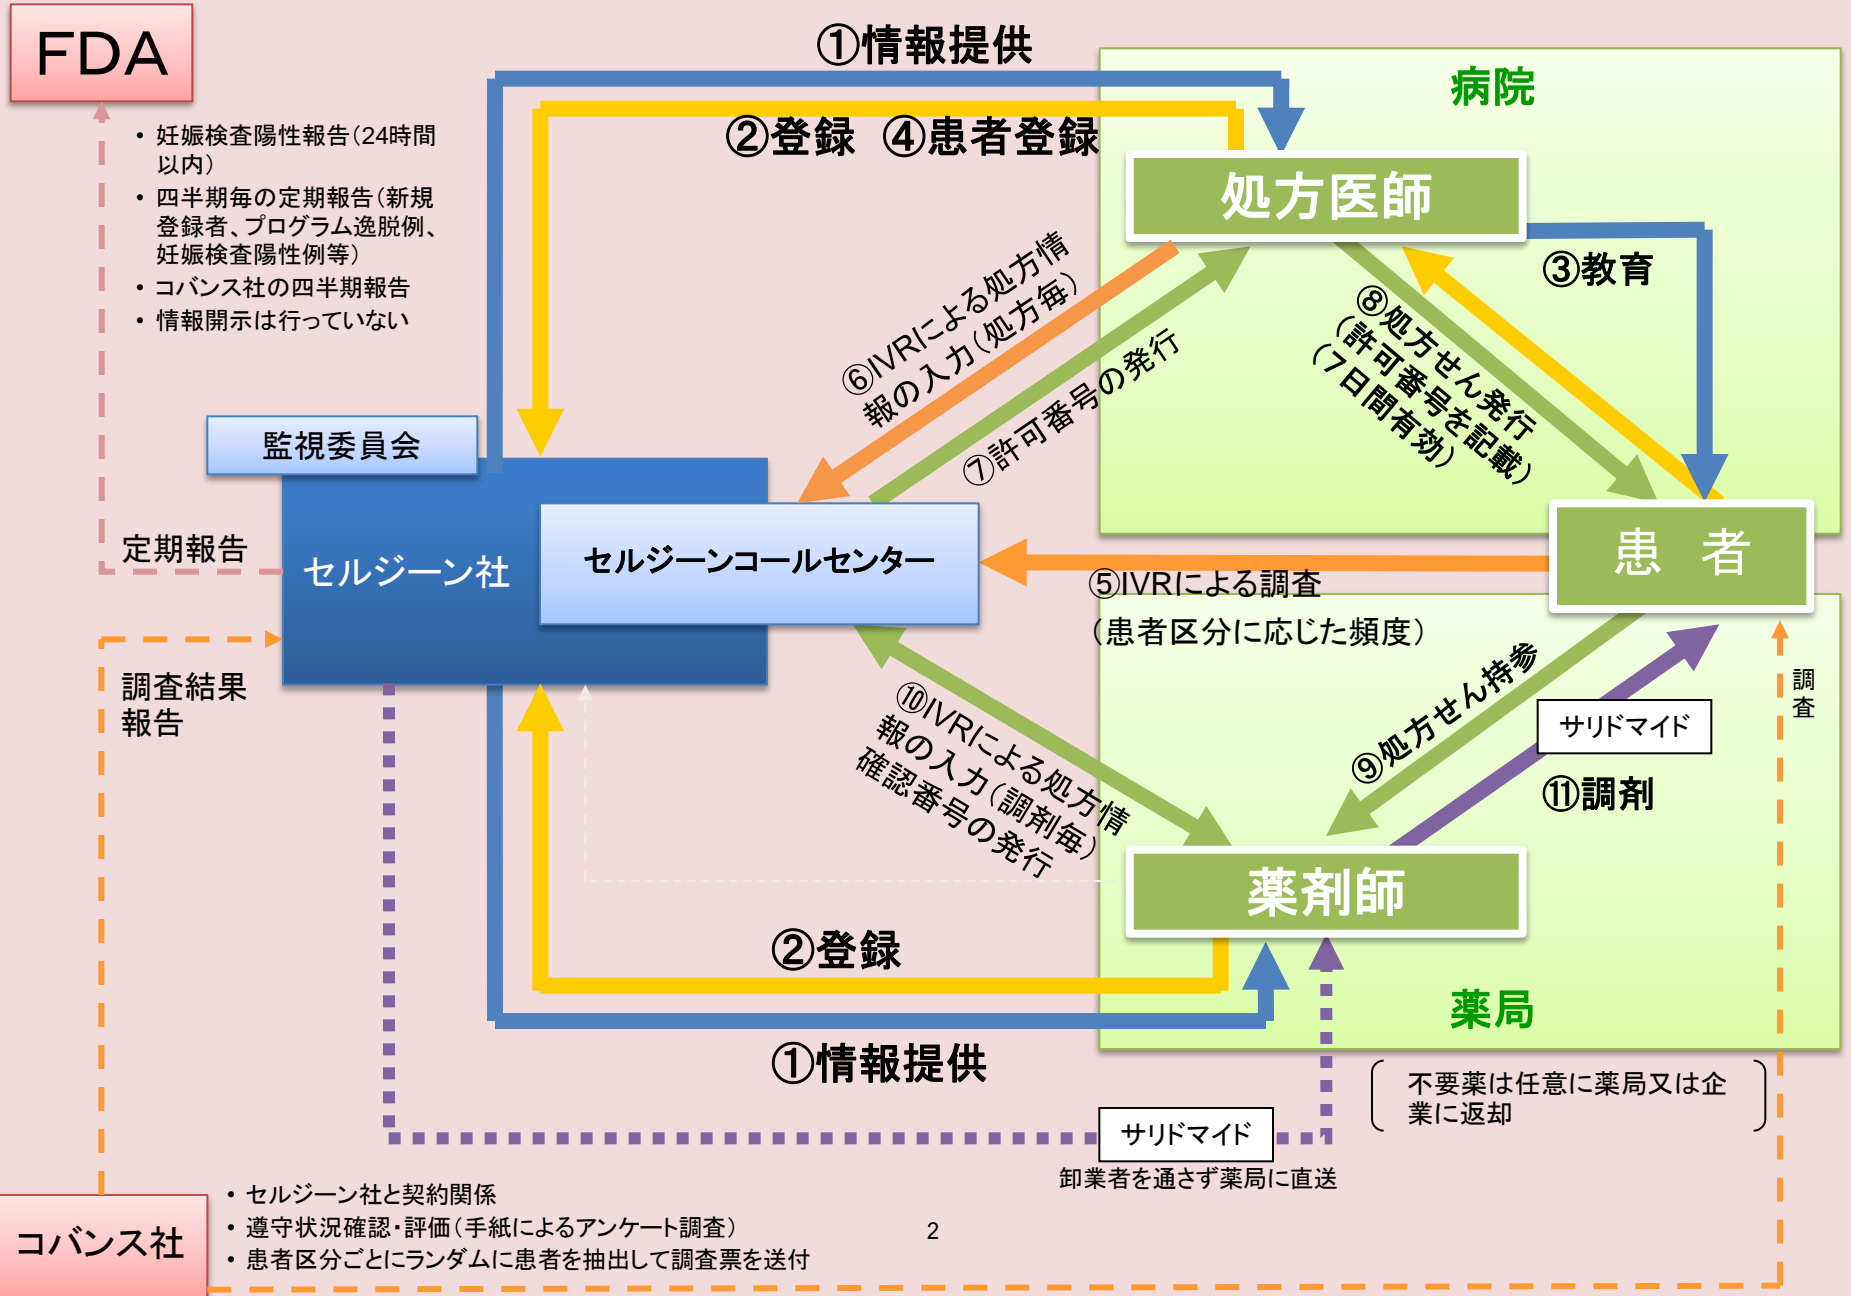 FDA
①情報提供
病院
②登録 ④患者登録
・ 妊娠検査陽性報告(24時間
以内)
・ 四半期毎の定期報告(新規
登録者、プログラム逸脱例、
妊娠検査陽性例等)
・ コバンス社の四半期報告
・ 情報開示は行っていない
処方医師
③教育
⑥IVRによる処方情
報の入力(処方毎)
⑦許可番号の発行
⑧処方せん発行
(許可番号を記載)
(7日間有効)
監視委員会
定期報告
セルジーン社
セルジーンコールセンター
患 者
⑤IVRによる調査
(患者区分に応じた頻度)
調査結果
報告
⑩IVRによる処方情
報の入力(調剤毎)
確認番号の発行
⑨処方せん持参
サリドマイド
⑪調剤
調
査
薬剤師
②登録
薬局
①情報提供
不要薬は任意に薬局又は企
業に返却
サリドマイド
卸業者を通さず薬局に直送
コバンス社
・ セルジーン社と契約関係
・ 遵守状況確認・評価(手紙によるアンケート調査)
・ 患者区分ごとにランダムに患者を抽出して調査票を送付
2